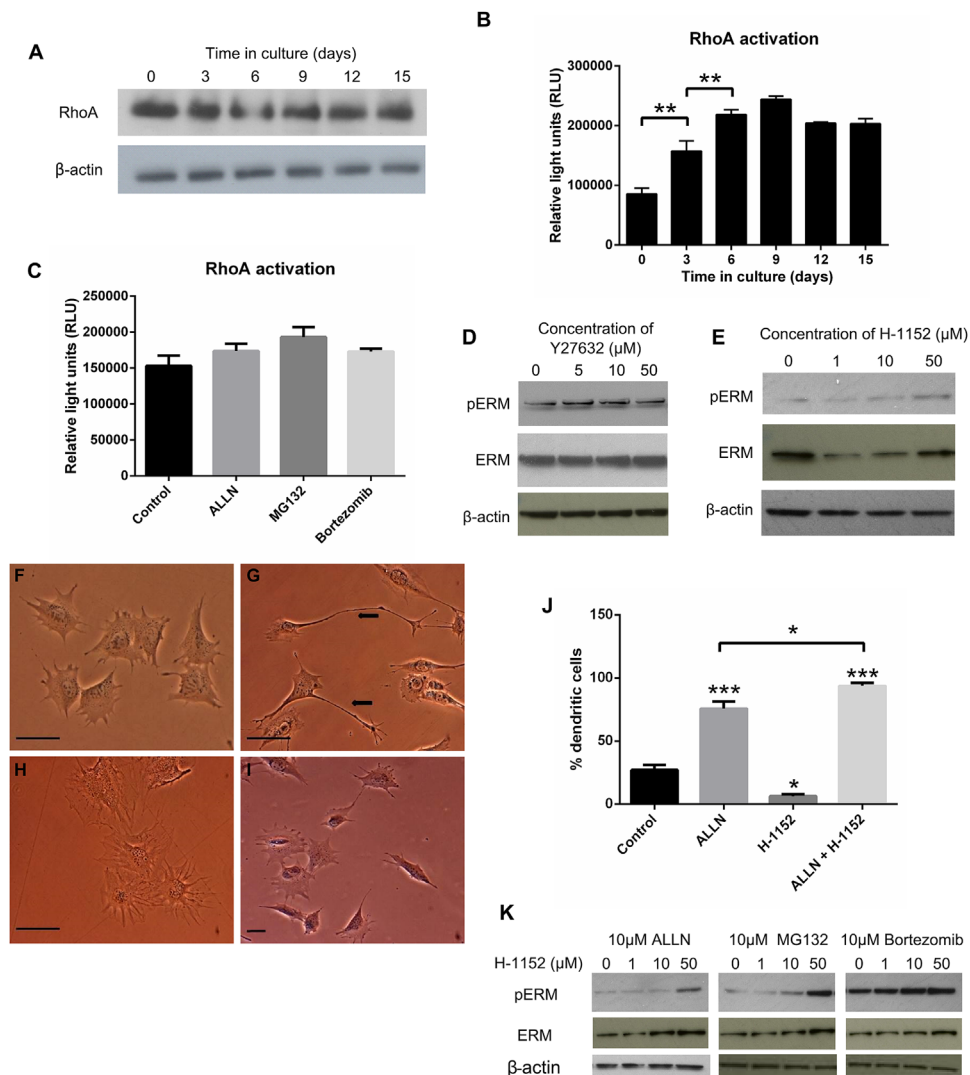 A
Time in culture (days)
0 3 6 9 12 15
RhoA
β-actin
B
RhoA activation
Relative light units (RLU)
300000
200000
100000
0
** **
0 3 6 9 12 15
Time in culture (days)
C
RhoA activation
Relative light units (RLU)
250000
200000
150000
100000
50000
0
Control ALLN MG132 Bortezomib
D
Concentration of
Y27632 (μM)
0 5 10 50
pERM
ERM
β-actin
E
Concentration of H-1152 (μM)
0 1 10 50
pERM
ERM
β-actin
F
G
H
I
J
% dendritic cells
150
100
50
0
*
*** * ***
Control ALLN H-1152 ALLN + H-1152
K
10μM ALLN 10μM MG132 10μM Bortezomib
H-1152 (μM) 0 1 10 50 0 1 10 50 0 1 10 50
pERM
ERM
β-actin